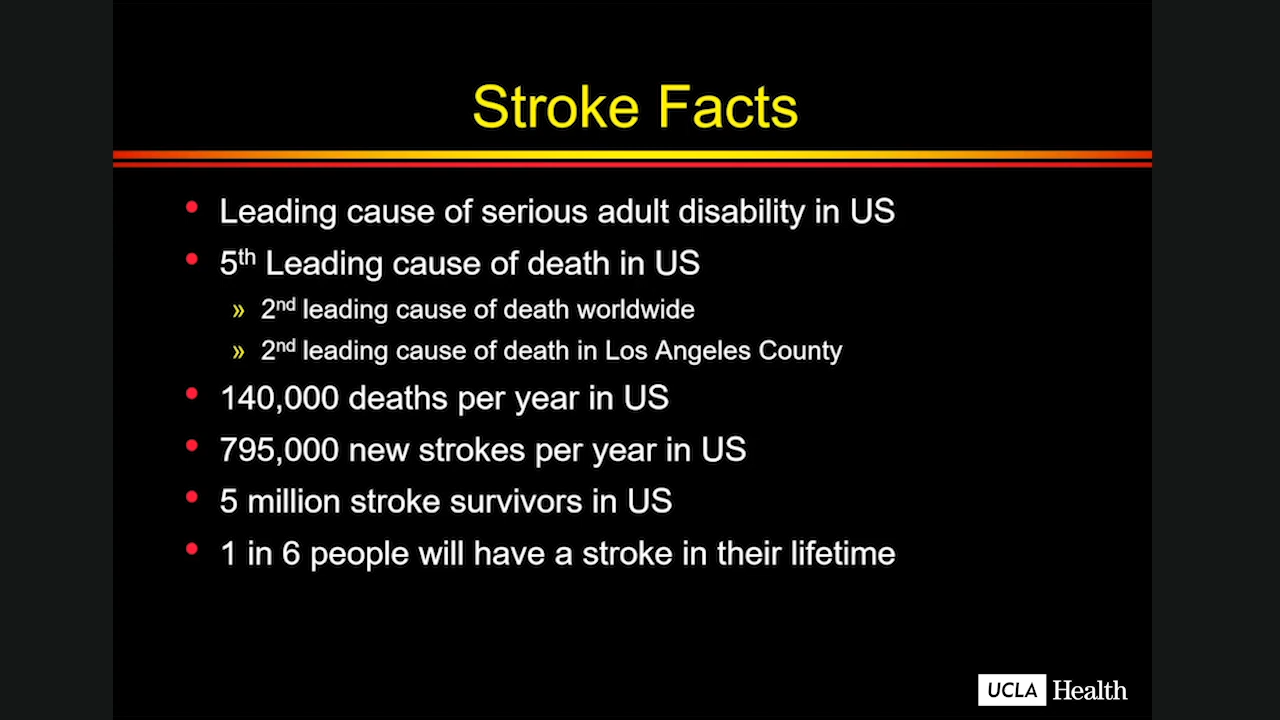 Stroke Facts
• Leading cause of serious adult disability in US
• 5th Leading cause of death in US
» 2nd leading cause of death worldwide
» 2nd leading cause of death in Los Angeles County
• 140,000 deaths per year in US
• 795,000 new strokes per year in US
• 5 million stroke survivors in US
• 1 in 6 people will have a stroke in their lifetime
UCLA Health